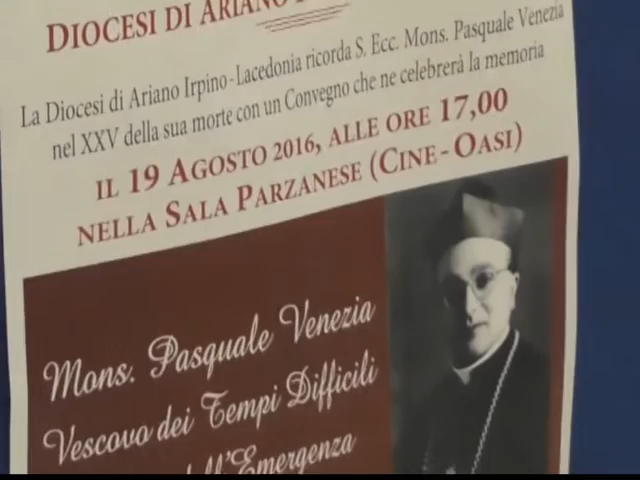 DIOCESI DI ARIANO
La Diocesi di Ariano Irpino-Lacedonia ricorda S. Ecc. Mons. Pasquale Venezia
nel XXV della sua morte con un Convegno che ne celebrerà la memoria
IL 19 AGOSTO 2016, ALLE ORE 17,00
NELLA SALA PARZANESE (CINE-OASI)
Mons. Pasquale Venezia
Vescovo dei Tempi Difficili
dell'Emergenza